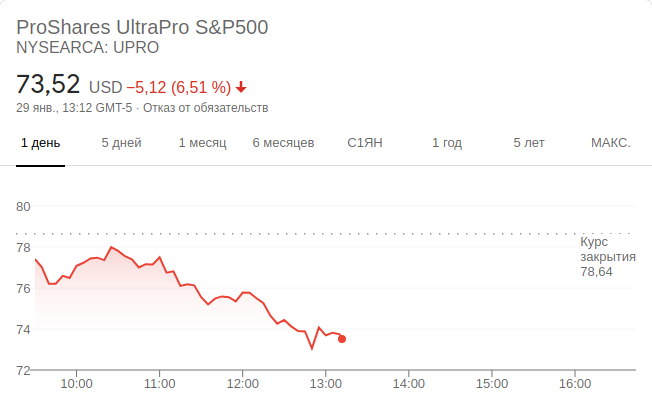 ProShares UltraPro S&P500
NYSEARCA: UPRO
73,52 USD −5,12 (6,51 %)
29 янв., 13:12 GMT-5 · Отказ от обязательств
1 день 5 дней 1 месяц 6 месяцев С1ЯН 1 год 5 лет МАКС.
80
78
76
74
72
Курс
закрытия
78,64
10:00 11:00 12:00 13:00 14:00 15:00 16:00